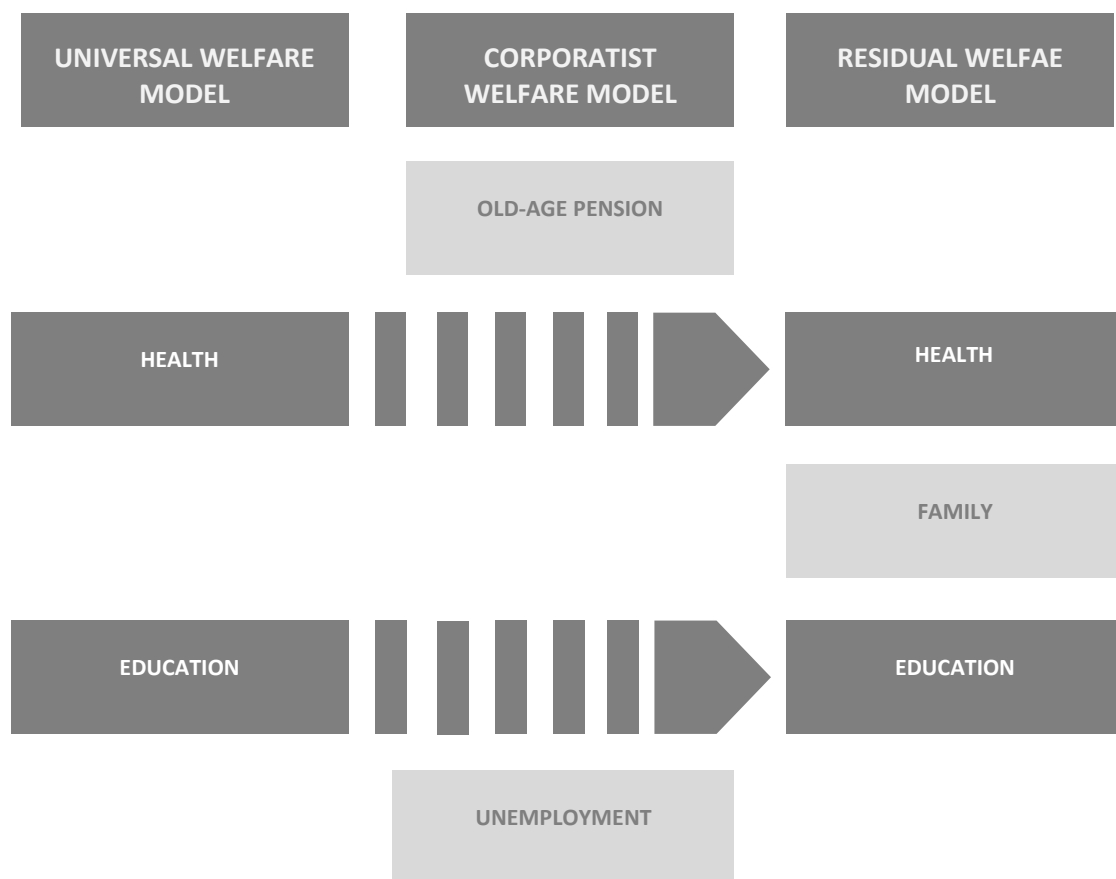 UNIVERSAL WELFARE
MODEL
CORPORATIST
WELFARE MODEL
RESIDUAL WELFAE
MODEL
OLD-AGE PENSION
HEALTH
HEALTH
FAMILY
EDUCATION
EDUCATION
UNEMPLOYMENT